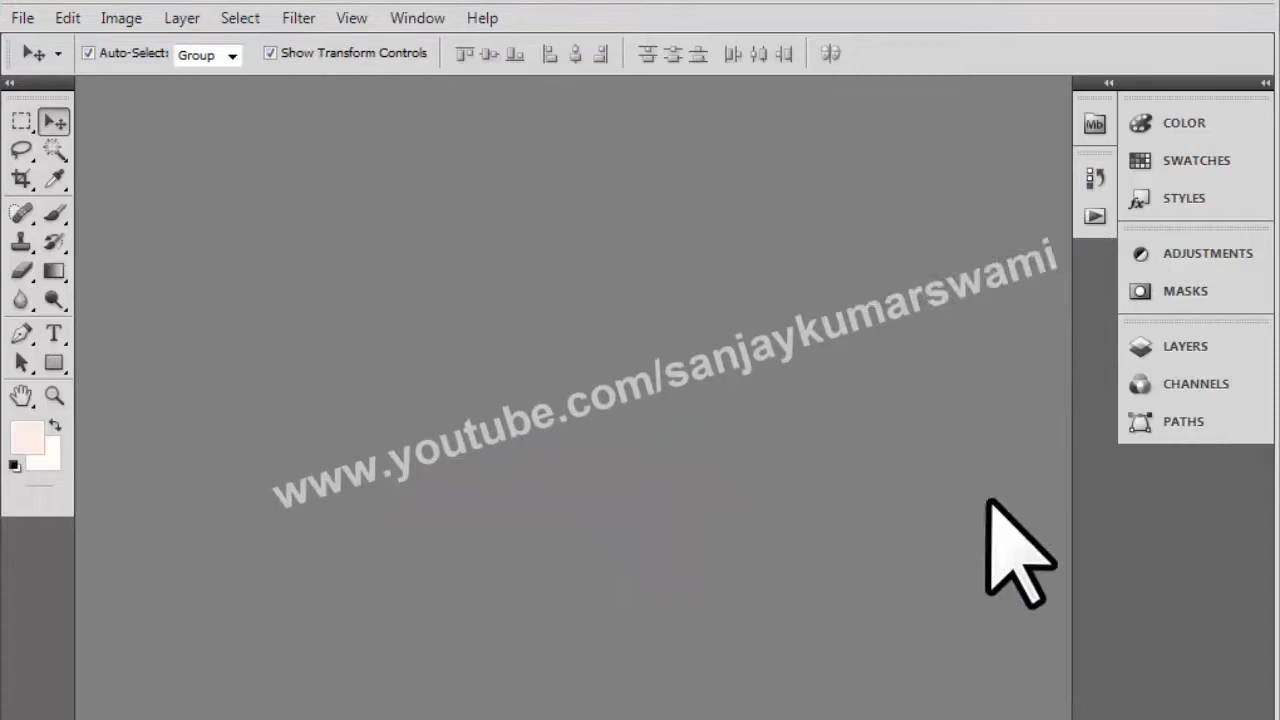 File Edit Image Layer Select Filter View Window Help
Auto-Select: Group Show Transform Controls
Mb COLOR
SWATCHES
STYLES
ADJUSTMENTS
MASKS
LAYERS
CHANNELS
PATHS
T
www.youtube.com/sanjaykumarswami